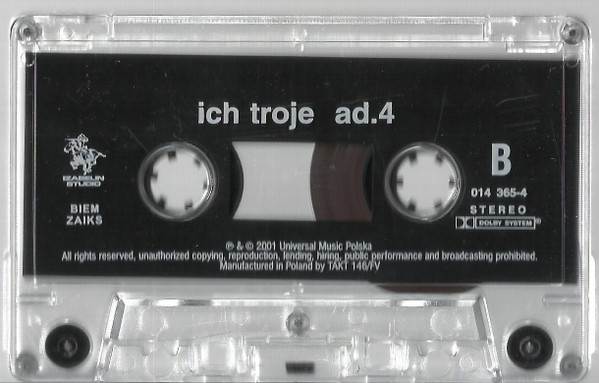 ich troje ad.4
IZABELIN
STUDIO
BIEM
ZAIKS
B
014 365-4
STEREO
DOLBY SYSTEM®
℗ & © 2001 Universal Music Polska
All rights reserved, unauthorized copying, reproduction, lending, hiring, public performance and broadcasting prohibited.
Manufactured in Poland by TAKT 146/FV